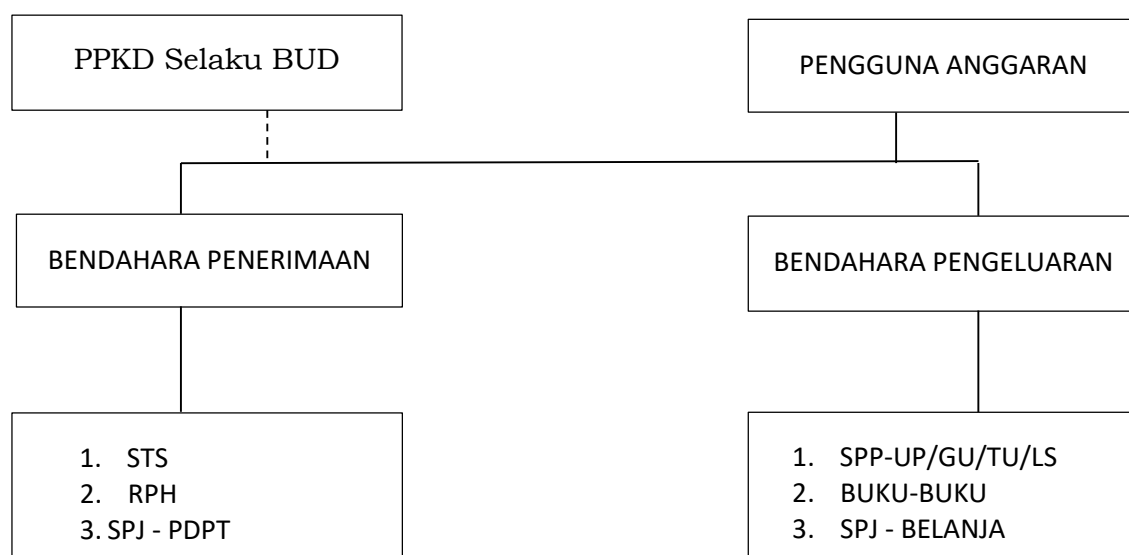 PPKD Selaku BUD
PENGGUNA ANGGARAN
BENDAHARA PENERIMAAN
BENDAHARA PENGELUARAN
1. STS
2. RPH
3. SPJ - PDPT
1. SPP-UP/GU/TU/LS
2. BUKU-BUKU
3. SPJ - BELANJA